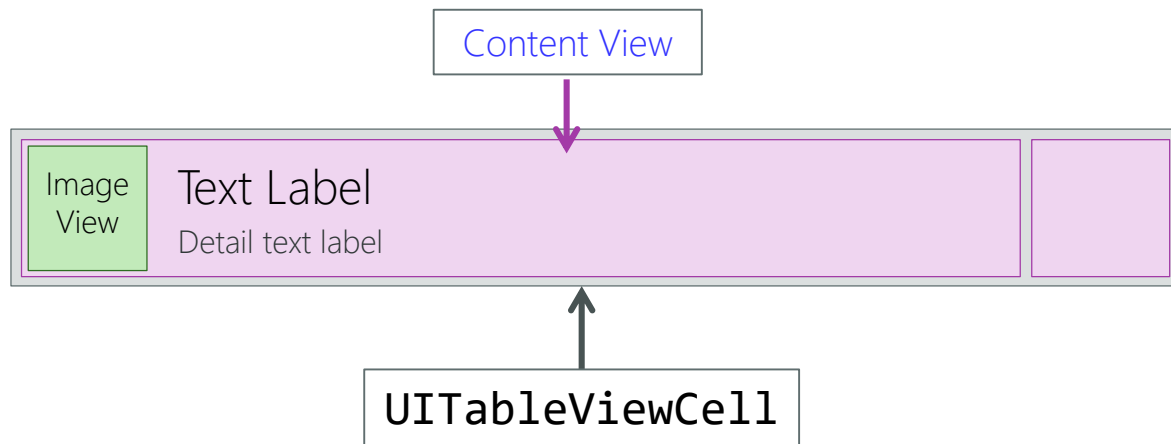 Content View
Image
View
Text Label
Detail text label
UITableViewCell